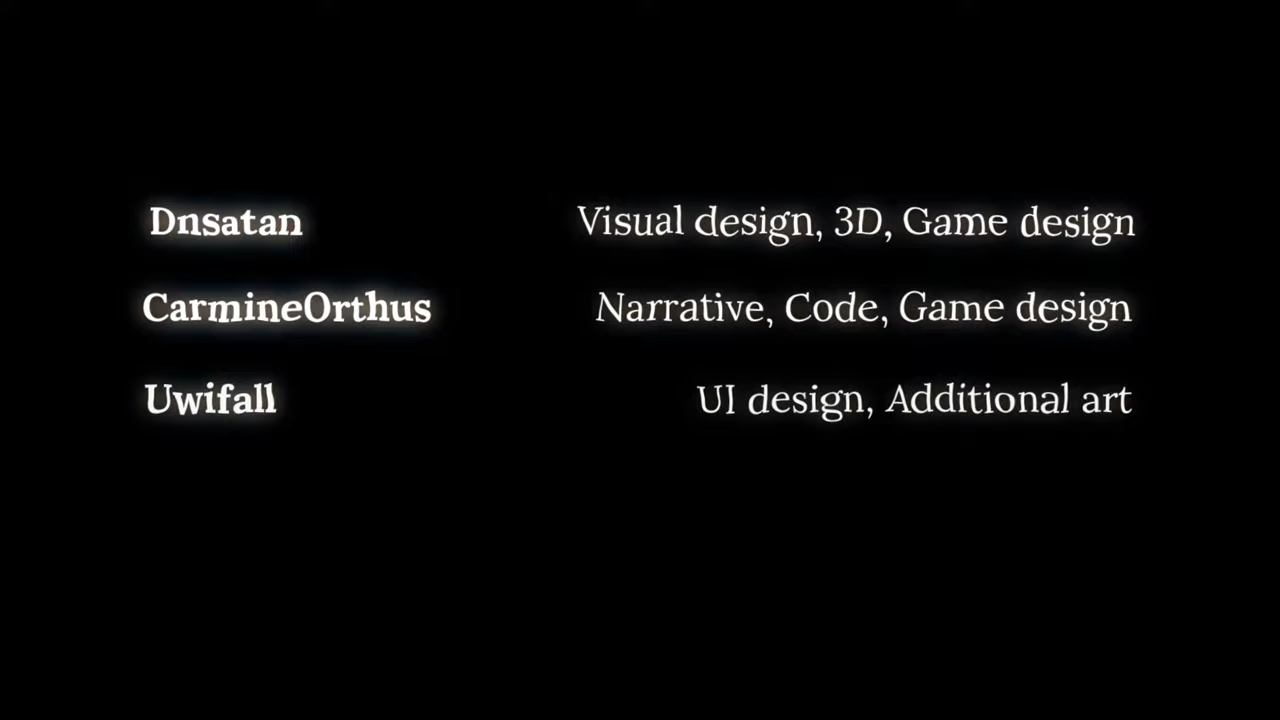 Dnsatan Visual design, 3D, Game design
CarmineOrthus Narrative, Code, Game design
Uwifall UI design, Additional art